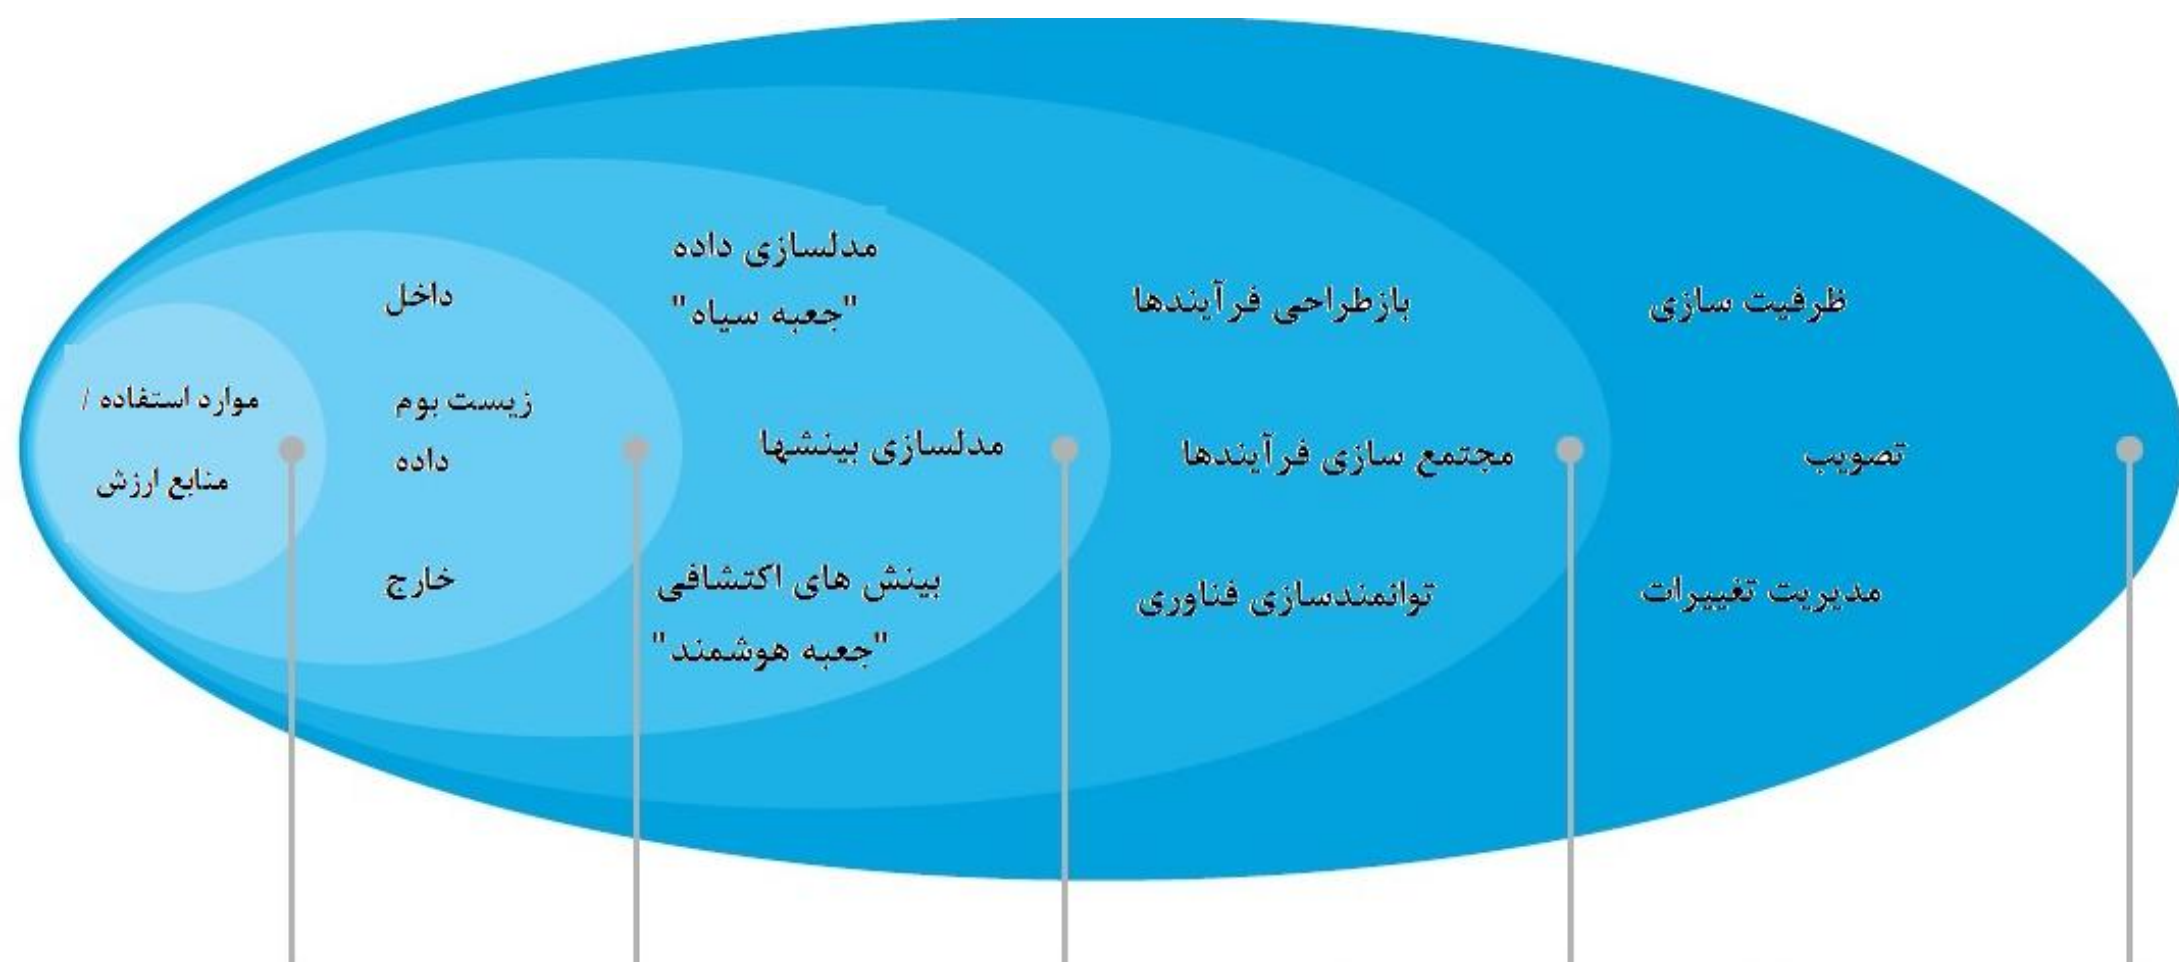 موارد استفاده /
منابع ارزش
داخل
زیست بوم
داده
خارج
مدلسازی داده
"جعبه سیاه"
مدلسازی بینشها
بینش های اکتشافی
"جعبه هوشمند"
بازطراحی فرآیندها
مجتمع سازی فرآیندها
توانمندسازی فناوری
ظرفیت سازی
تصویب
مدیریت تغییرات